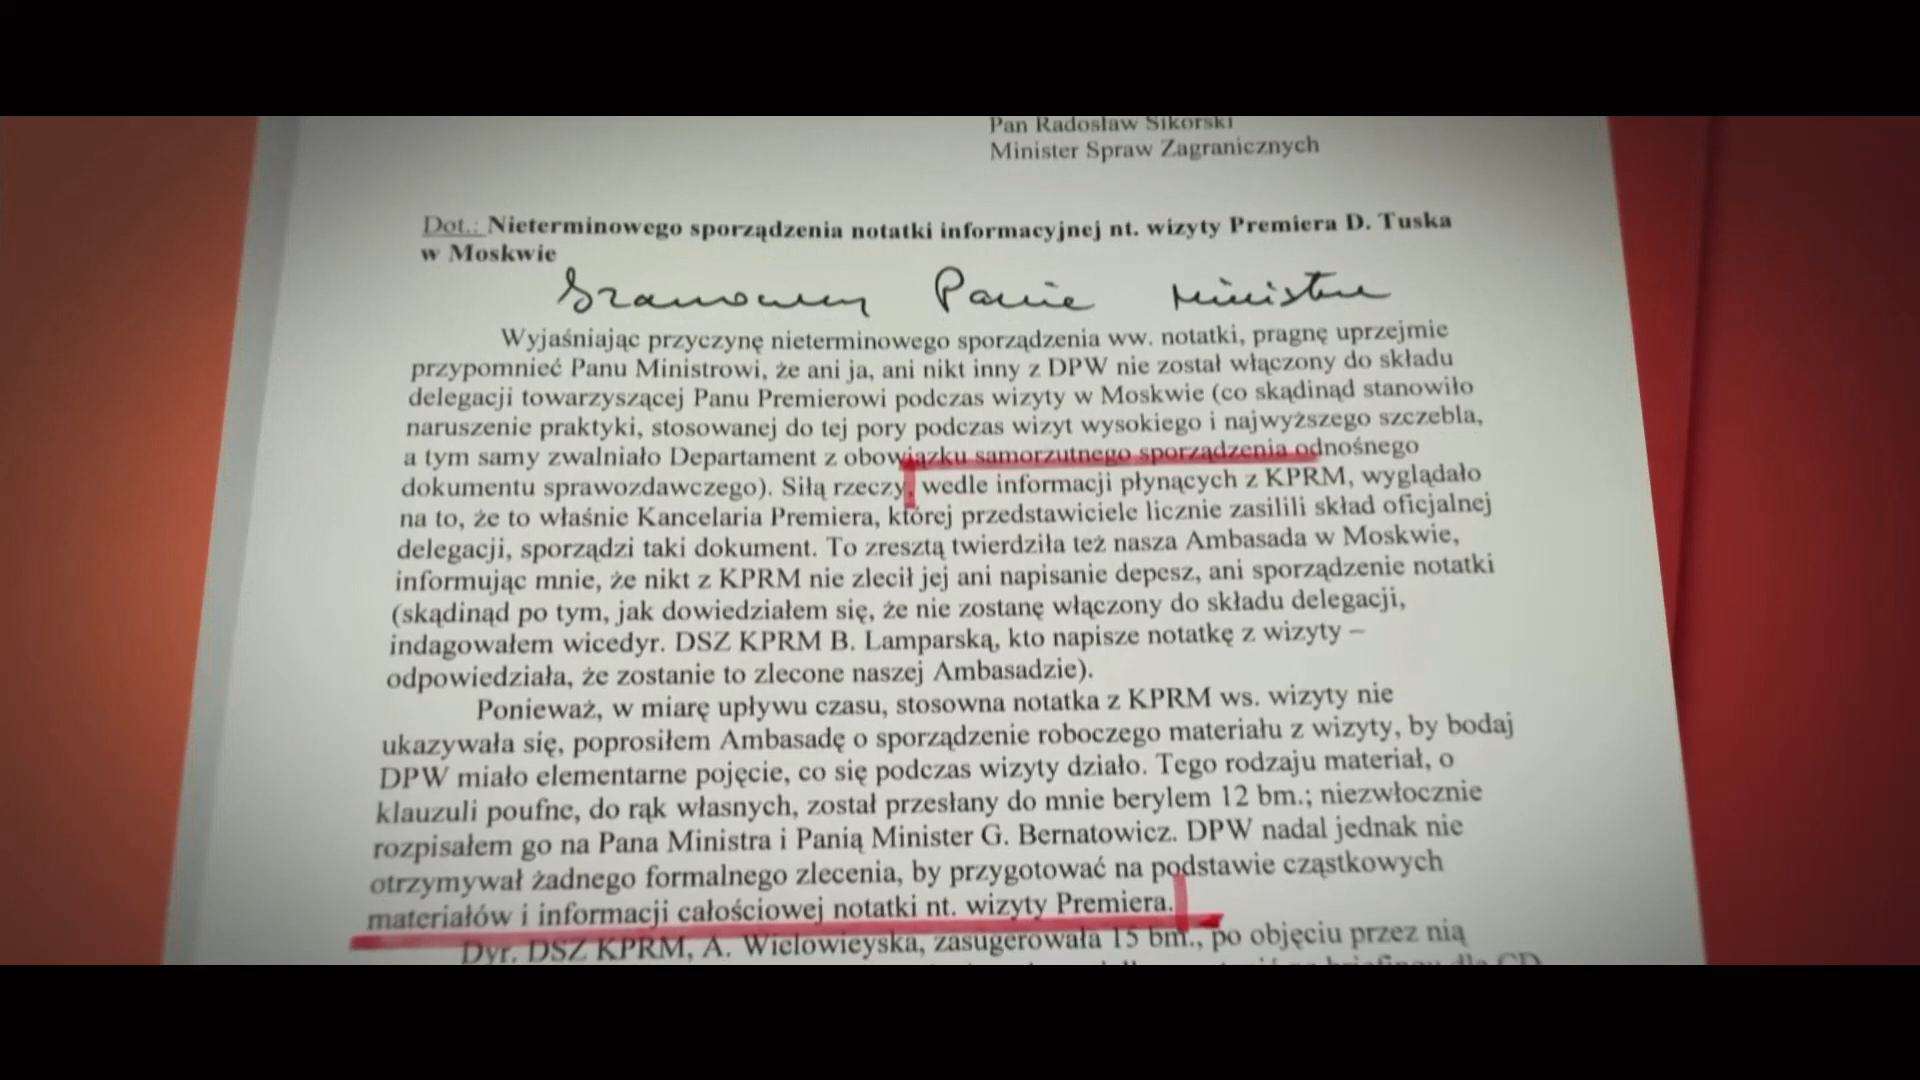 Pan Radosław Sikorski
Minister Spraw Zagranicznych
Dot.: Nieterminowego sporządzenia notatki informacyjnej nt. wizyty Premiera D. Tuska
w Moskwie
Szanowny Panie Ministrze
Wyjaśniając przyczynę nieterminowego sporządzenia ww. notatki, pragnę uprzejmie
przypomnieć Panu Ministrowi, że ani ja, ani nikt inny z DPW nie został włączony do składu
delegacji towarzyszącej Panu Premierowi podczas wizyty w Moskwie (co skądinąd stanowiło
naruszenie praktyki, stosowanej do tej pory podczas wizyt wysokiego i najwyższego szczebla,
a tym samy zwalniało Departament z obowiązku samorzutnego sporządzenia odnośnego
dokumentu sprawozdawczego). Siłą rzeczy, wedle informacji płynących z KPRM, wyglądało
na to, że to właśnie Kancelaria Premiera, której przedstawiciele licznie zasilili skład oficjalnej
delegacji, sporządzi taki dokument. To zresztą twierdziła też nasza Ambasada w Moskwie,
informując mnie, że nikt z KPRM nie zlecił jej ani napisanie depesz, ani sporządzenie notatki
(skądinąd po tym, jak dowiedziałem się, że nie zostanę włączony do składu delegacji,
indagowałem wicedyr. DSZ KPRM B. Lamparską, kto napisze notatkę z wizyty –
odpowiedziała, że zostanie to zlecone naszej Ambasadzie).
Ponieważ, w miarę upływu czasu, stosowna notatka z KPRM ws. wizyty nie
ukazywała się, poprosiłem Ambasadę o sporządzenie roboczego materiału z wizyty, by bodaj
DPW miało elementarne pojęcie, co się podczas wizyty działo. Tego rodzaju materiał, o
klauzuli poufne, do rąk własnych, został przesłany do mnie berylem 12 bm.; niezwłocznie
rozpisałem go na Pana Ministra i Panią Minister G. Bernatowicz. DPW nadal jednak nie
otrzymywał żadnego formalnego zlecenia, by przygotować na podstawie cząstkowych
materiałów i informacji całościowej notatki nt. wizyty Premiera.
Dyr. DSZ KPRM, A. Wielowieyska, zasugerowała 15 bm., po objęciu przez nią